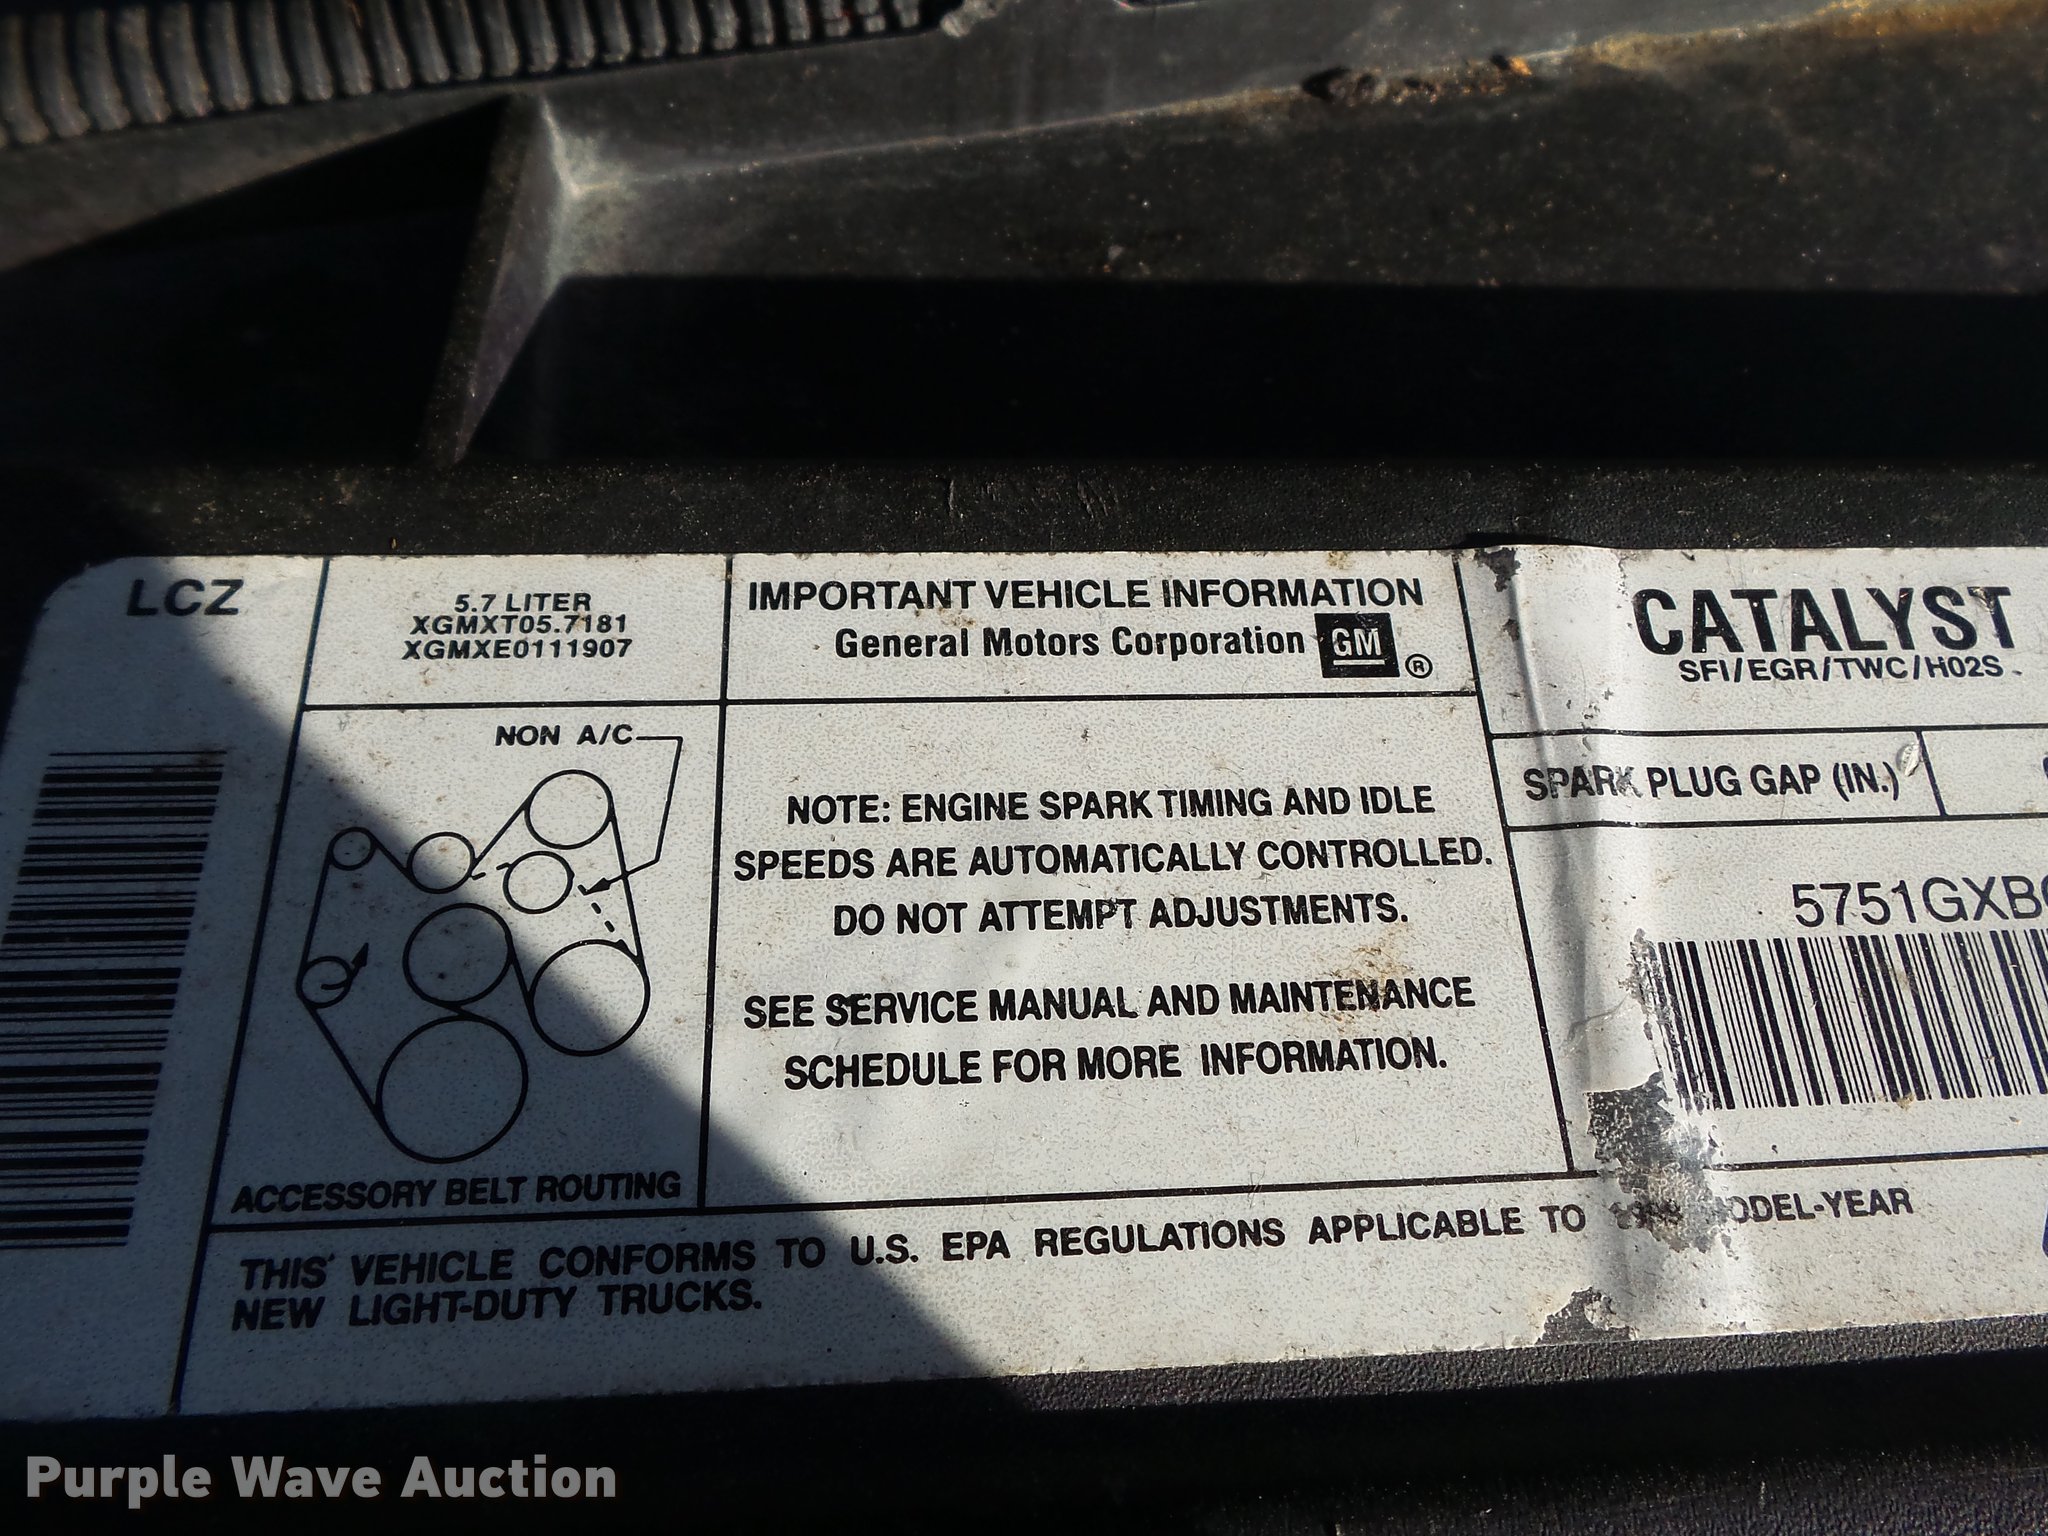 LCZ
5.7 LITER
XGMXT05.7181
XGMXE0111907
IMPORTANT VEHICLE INFORMATION
General Motors Corporation GM ®
CATALYST
SFI/EGR/TWC/HO2S
NON A/C
SPARK PLUG GAP (IN.)
NOTE: ENGINE SPARK TIMING AND IDLE
SPEEDS ARE AUTOMATICALLY CONTROLLED.
DO NOT ATTEMPT ADJUSTMENTS.
SEE SERVICE MANUAL AND MAINTENANCE
SCHEDULE FOR MORE INFORMATION.
5751GXB
ACCESSORY BELT ROUTING
THIS VEHICLE CONFORMS TO U.S. EPA REGULATIONS APPLICABLE TO MODEL-YEAR
NEW LIGHT-DUTY TRUCKS.
Purple Wave Auction